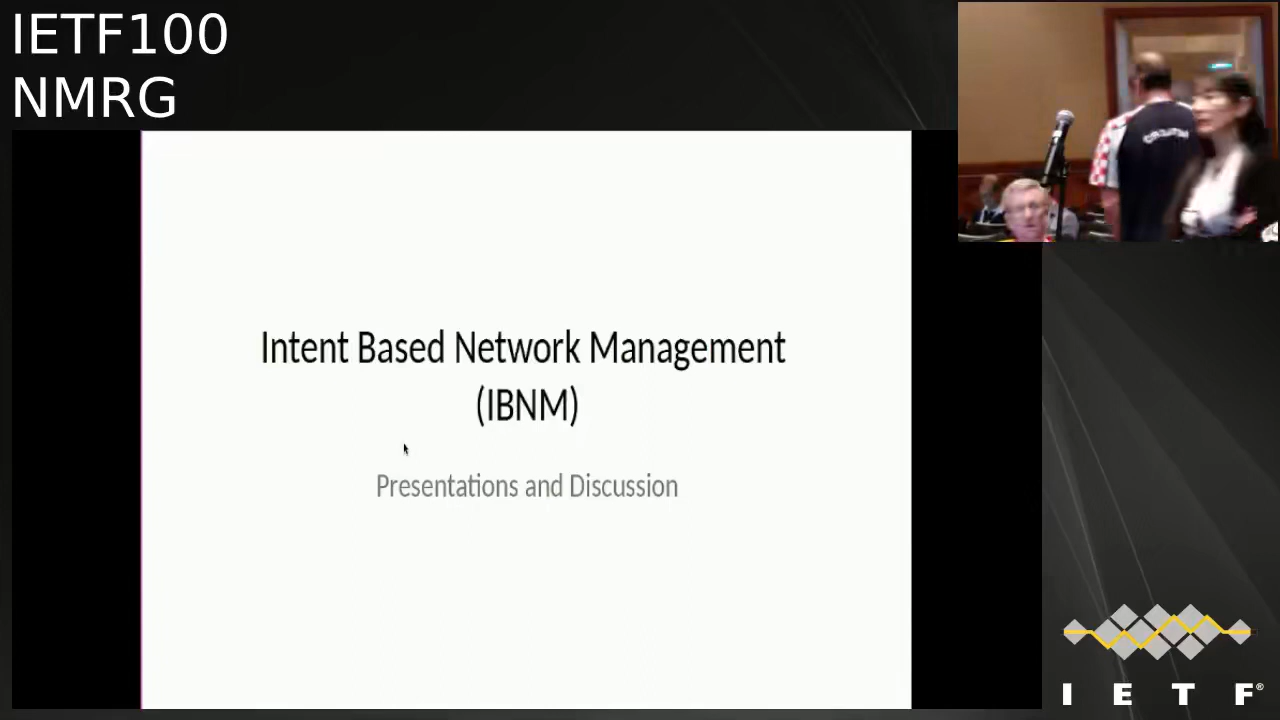 IETF100
NMRG
Intent Based Network Management
(IBNM)
Presentations and Discussion
I E T F®